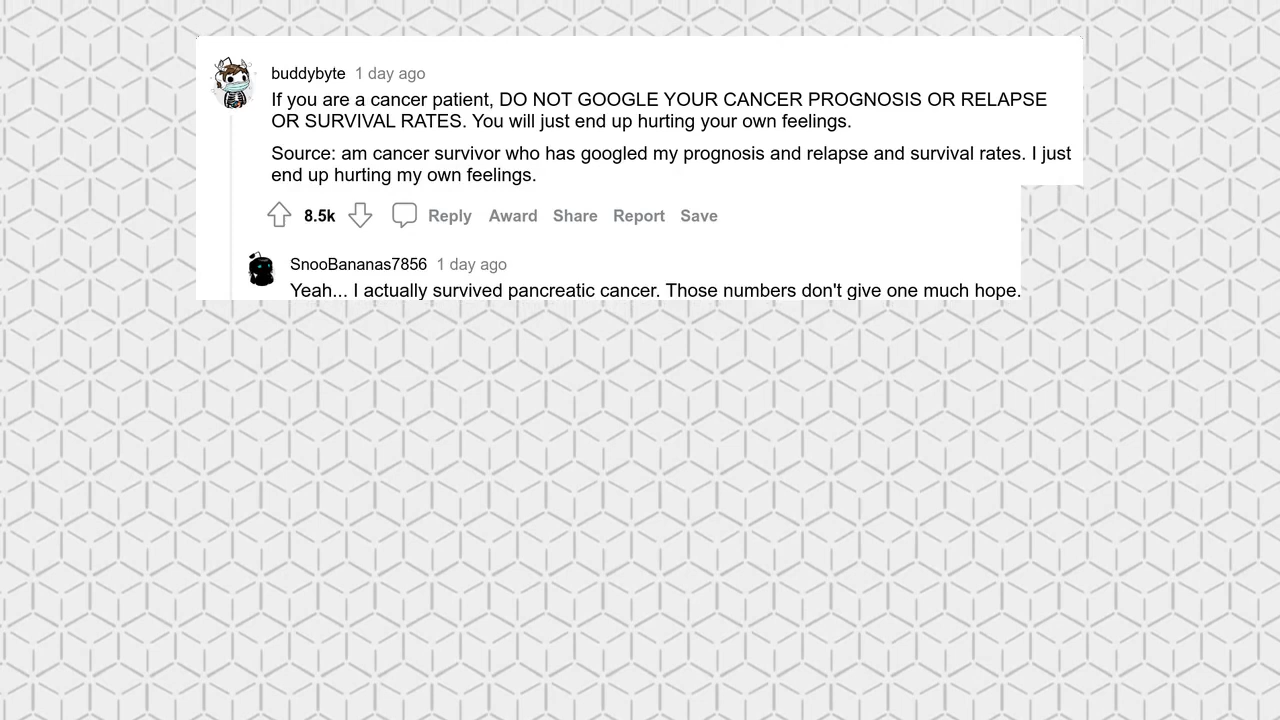 buddybyte 1 day ago
If you are a cancer patient, DO NOT GOOGLE YOUR CANCER PROGNOSIS OR RELAPSE
OR SURVIVAL RATES. You will just end up hurting your own feelings.
Source: am cancer survivor who has googled my prognosis and relapse and survival rates. I just
end up hurting my own feelings.
8.5k Reply Award Share Report Save
SnooBananas7856 1 day ago
Yeah... I actually survived pancreatic cancer. Those numbers don't give one much hope.